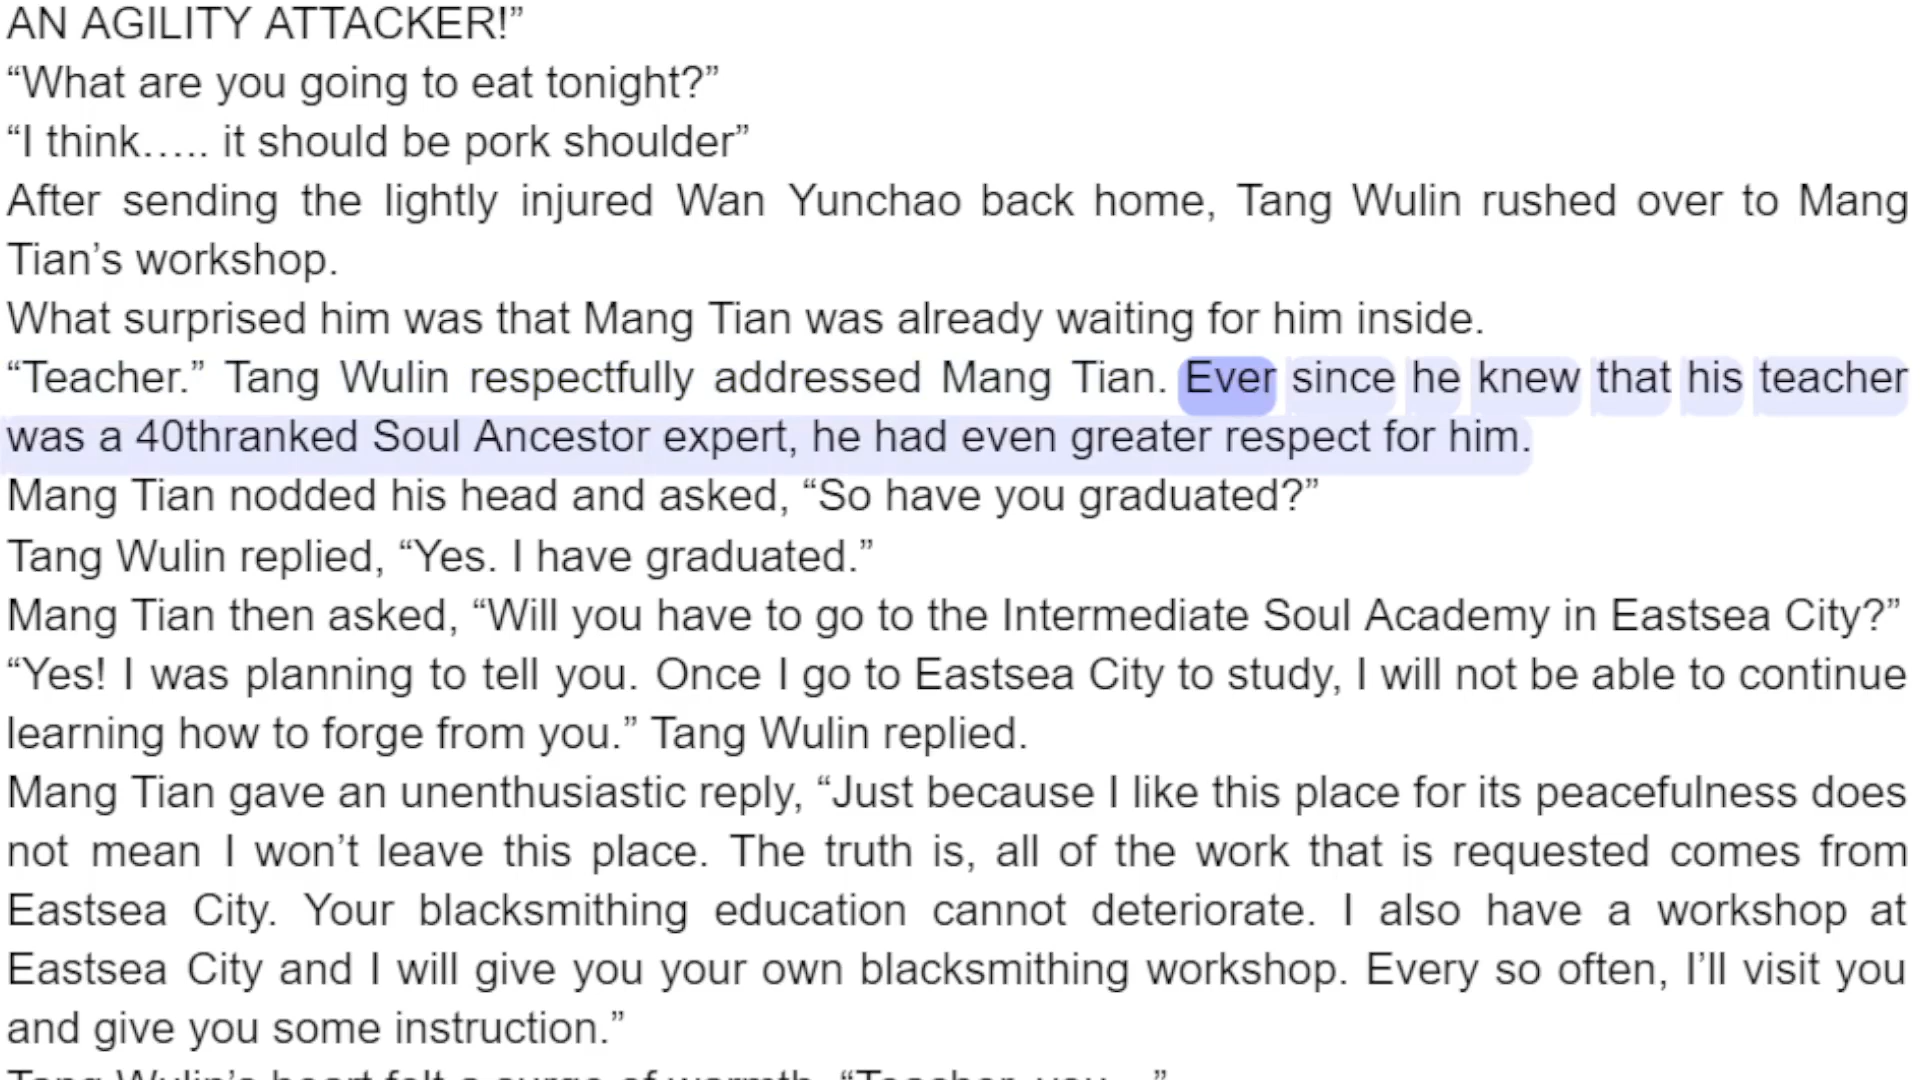 AN AGILITY ATTACKER!”
“What are you going to eat tonight?”
“I think….. it should be pork shoulder”
After sending the lightly injured Wan Yunchao back home, Tang Wulin rushed over to Mang
Tian’s workshop.
What surprised him was that Mang Tian was already waiting for him inside.
“Teacher.” Tang Wulin respectfully addressed Mang Tian. Ever since he knew that his teacher
was a 40thranked Soul Ancestor expert, he had even greater respect for him.
Mang Tian nodded his head and asked, “So have you graduated?”
Tang Wulin replied, “Yes. I have graduated.”
Mang Tian then asked, “Will you have to go to the Intermediate Soul Academy in Eastsea City?”
“Yes! I was planning to tell you. Once I go to Eastsea City to study, I will not be able to continue
learning how to forge from you.” Tang Wulin replied.
Mang Tian gave an unenthusiastic reply, “Just because I like this place for its peacefulness does
not mean I won’t leave this place. The truth is, all of the work that is requested comes from
Eastsea City. Your blacksmithing education cannot deteriorate. I also have a workshop at
Eastsea City and I will give you your own blacksmithing workshop. Every so often, I’ll visit you
and give you some instruction.”
Tang Wulin’s heart felt a surge of warmth. “Teacher, you…”